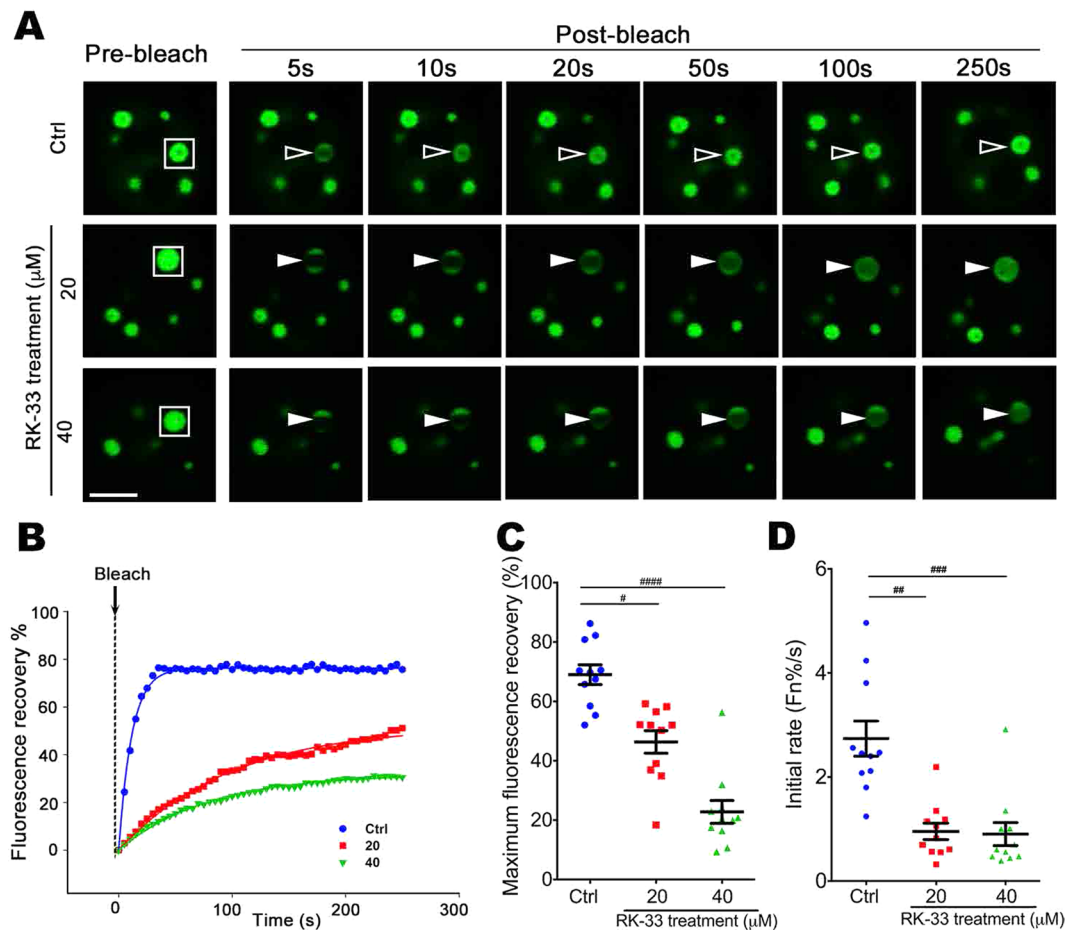 A
Pre-bleach
Post-bleach
5s 10s 20s 50s 100s 250s
Ctrl
RK-33 treatment (μM)
20
40
B
Bleach
Fluorescence recovery %
100
80
60
40
20
0
0 100 200 300
Time (s)
Ctrl
20
40
C
Maximum fluorescence recovery (%)
100
80
60
40
20
0
####
#
Ctrl 20 40
RK-33 treatment (μM)
D
Initial rate (Fn%/s)
6
4
2
0
###
##
Ctrl 20 40
RK-33 treatment (μM)